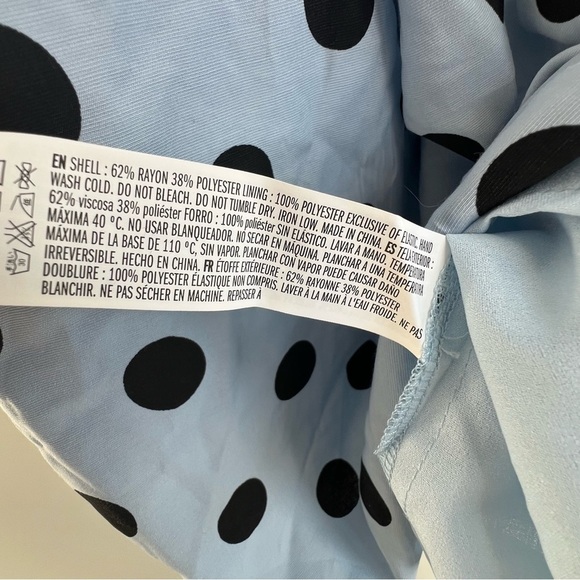 EN SHELL : 62% RAYON 38% POLYESTER LINING : 100% POLYESTER EXCLUSIVE OF ELASTIC HAND
WASH COLD. DO NOT BLEACH. DO NOT TUMBLE DRY. IRON LOW. MADE IN CHINA. ES TELA EXTERIOR :
62% viscosa 38% poliéster FORRO : 100% poliéster SIN ELÁSTICO, LAVAR A MANO. TEMPERATURA
MÁXIMA 40 °C. NO USAR BLANQUEADOR. NO SECAR EN MÁQUINA. PLANCHAR A UNA TEMPERATURA
MÁXIMA DE LA BASE DE 110 °C, SIN VAPOR. PLANCHAR CON VAPOR PUEDE CAUSAR DAÑO
IRREVERSIBLE. HECHO EN CHINA. FR ÉTOFFE EXTÉRIEURE : 62% RAYONNE 38% POLYESTER
DOUBLURE : 100% POLYESTER ÉLASTIQUE NON COMPRIS. LAVER À LA MAIN À L'EAU FROIDE. NE PAS
BLANCHIR. NE PAS SÉCHER EN MACHINE. REPASSER À